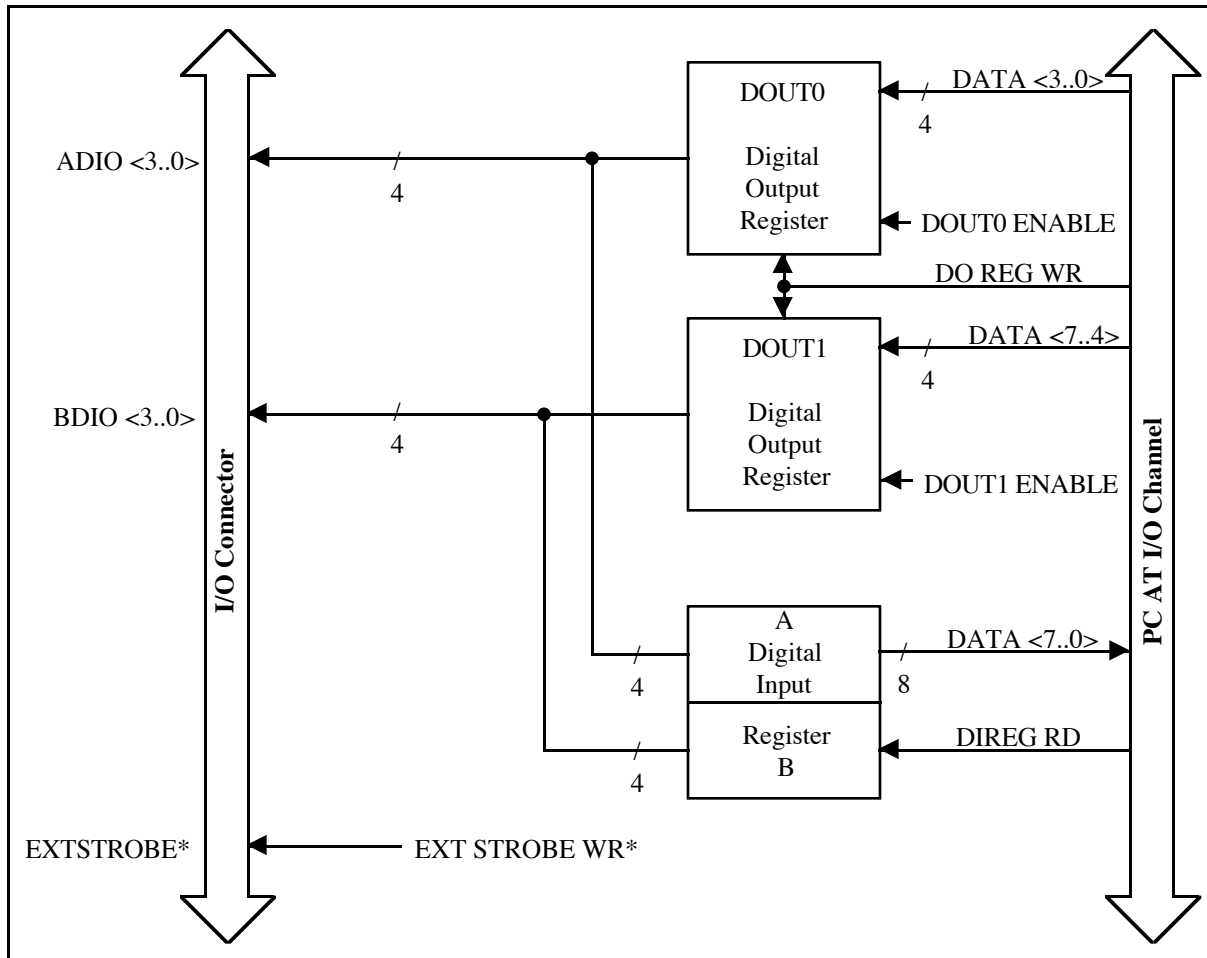 DOUT0
Digital
Output
Register
DATA <3..0>
4
ADIO <3..0>
4
DOUT0 ENABLE
DO REG WR
DOUT1
Digital
Output
Register
DATA <7..4>
4
BDIO <3..0>
4
DOUT1 ENABLE
I/O Connector
PC AT I/O Channel
A
Digital
Input
Register
B
4
DATA <7..0>
8
4
DIREG RD
EXTSTROBE*
EXT STROBE WR*